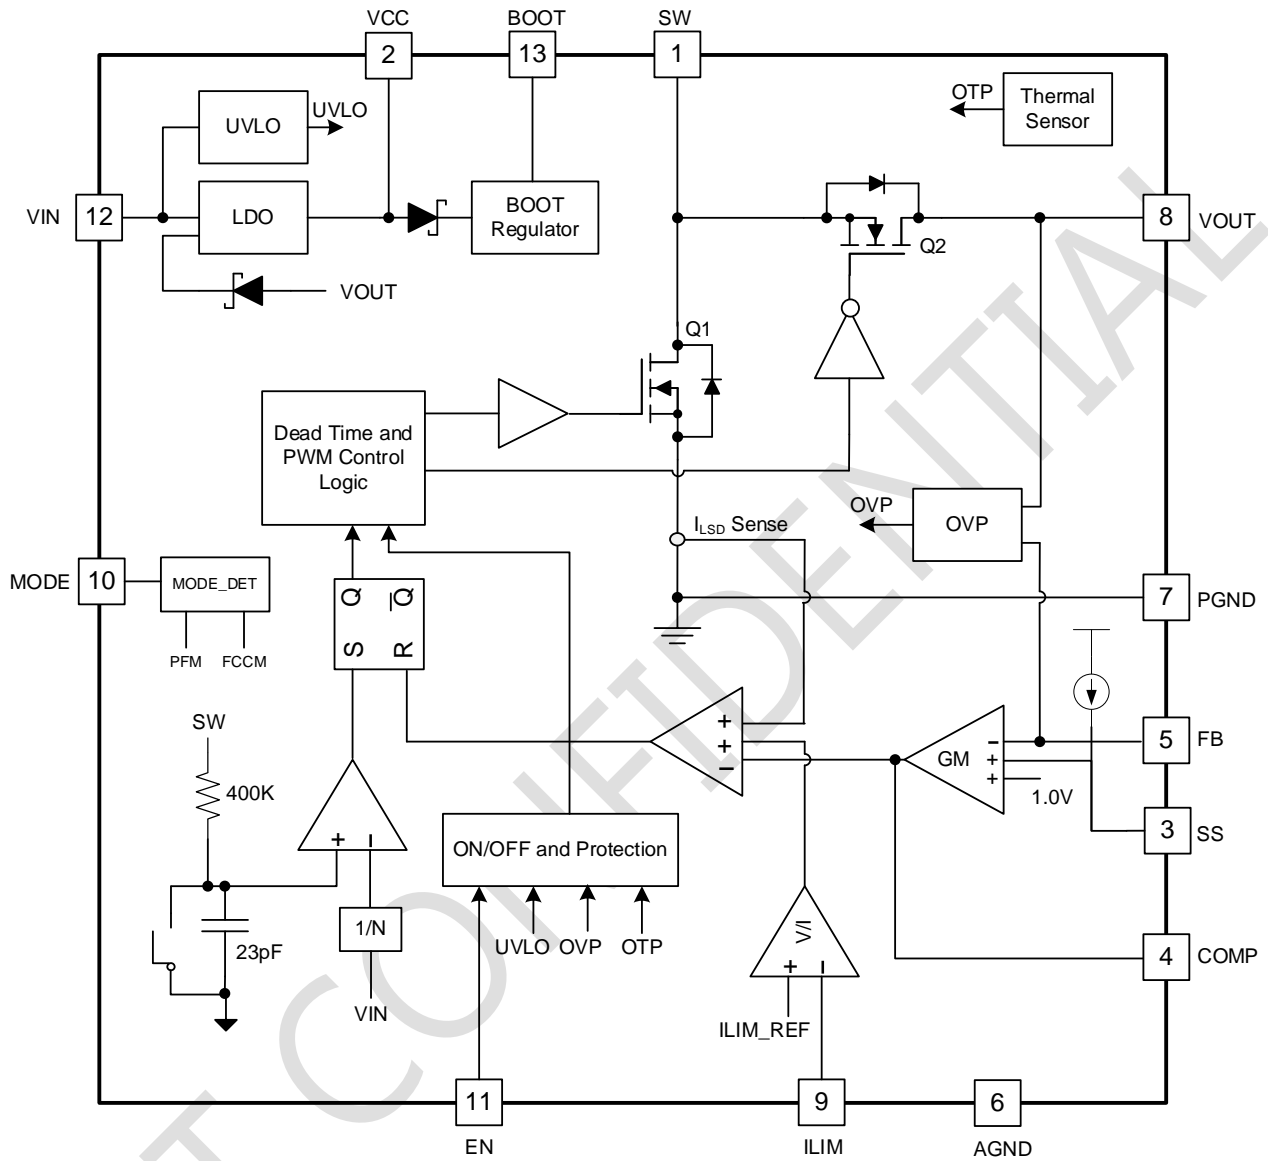 VCC
BOOT
SW
2
13
1
UVLO
UVLO
OTP
Thermal
Sensor
VIN
12
LDO
BOOT
Regulator
8
VOUT
Q2
VOUT
Q1
Dead Time and
PWM Control
Logic
OVP
OVP
I_LSD Sense
MODE
10
MODE_DET
Q
Q̅
S
R
7
PGND
PFM
FCCM
SW
+
+
−
GM
−
+
+
1.0V
5
FB
400K
3
SS
+
−
ON/OFF and Protection
23pF
1/N
UVLO
OVP
OTP
V/I
+
−
4
COMP
VIN
ILIM_REF
11
9
6
EN
ILIM
AGND
T CONFIDENTIAL